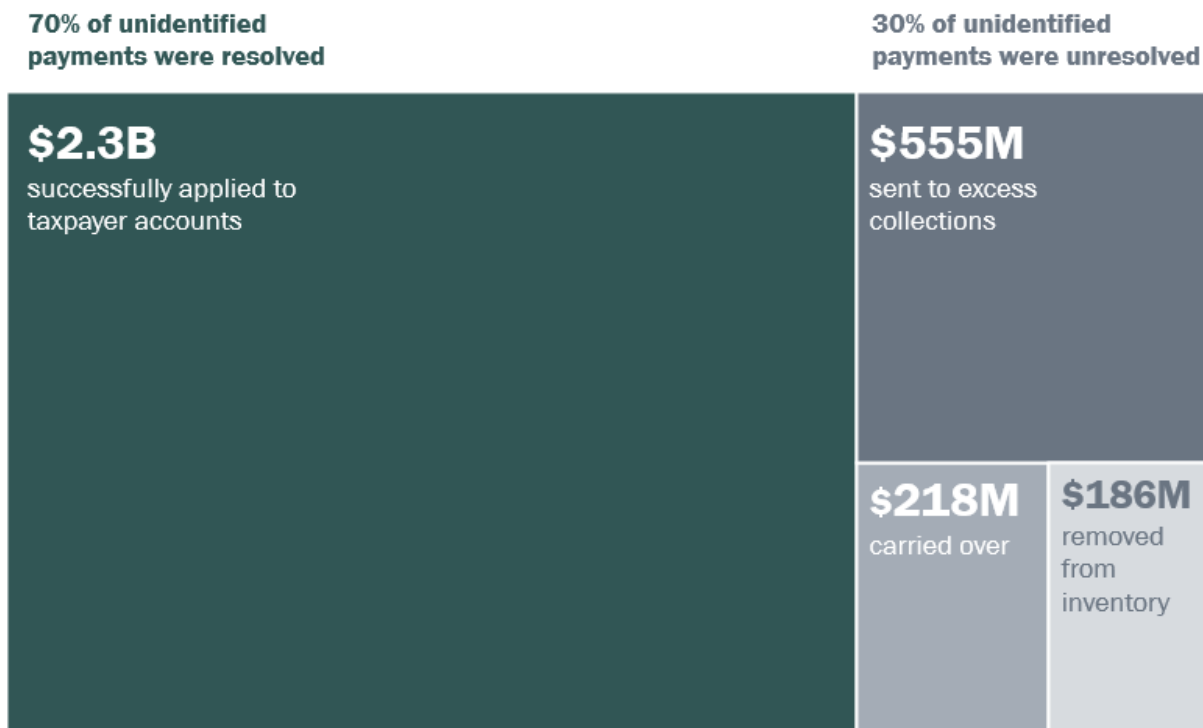 70% of unidentified
payments were resolved
30% of unidentified
payments were unresolved
$2.3B
successfully applied to
taxpayer accounts
$555M
sent to excess
collections
$218M
carried over
$186M
removed
from
inventory